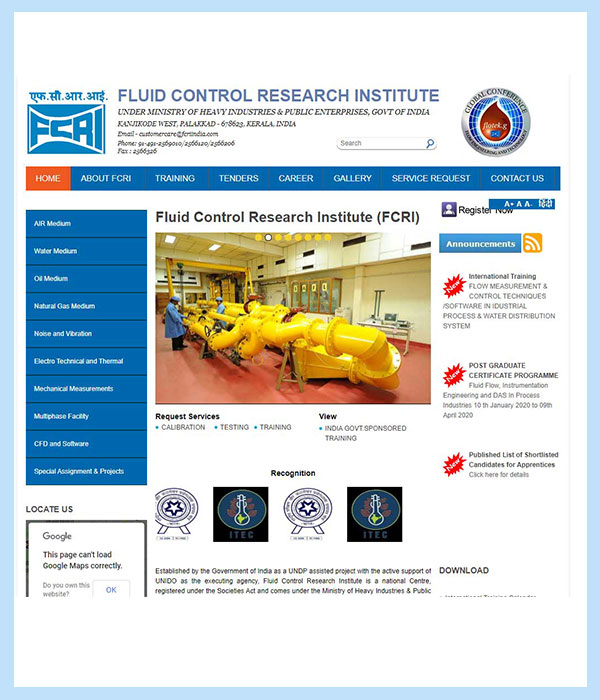 एफ.सी.आर.आई.
FCRI
FLUID CONTROL RESEARCH INSTITUTE
UNDER MINISTRY OF HEAVY INDUSTRIES & PUBLIC ENTERPRISES, GOVT OF INDIA
KANJIKODE WEST, PALAKKAD - 678623, KERALA, INDIA
Email - customercare@fcriindia.com
Phone: 91-491-2569010/2566120/2566206
Fax : 2566326
Search
GLOBAL CONFERENCE
HOME ABOUT FCRI TRAINING TENDERS CAREER GALLERY SERVICE REQUEST CONTACT US
A+ A A- हिंदी
Register Now
AIR Medium
Water Medium
Oil Medium
Natural Gas Medium
Noise and Vibration
Electro Technical and Thermal
Mechanical Measurements
Multiphase Facility
CFD and Software
Special Assignment & Projects
LOCATE US
Google
This page can't load
Google Maps correctly.
Do you own this
website?
OK
Fluid Control Research Institute (FCRI)
Request Services
CALIBRATION TESTING TRAINING
View
INDIA GOVT.SPONSORED
TRAINING
Recognition
ITEC
ITEC
Established by the Government of India as a UNDP assisted project with the active support of
UNIDO as the executing agency, Fluid Control Research Institute is a national Centre,
registered under the Societies Act and comes under the Ministry of Heavy Industries & Public
Announcements
New
International Training
FLOW MEASUREMENT &
CONTROL TECHNIQUES
/SOFTWARE IN IDUSTRIAL
PROCESS & WATER DISTRIBUTION
SYSTEM
New
POST GRADUATE
CERTIFICATE PROGRAMME
Fluid Flow, Instrumentation
Engineering and DAS In Process
Industries 10 th January 2020 to 09th
April 2020
New
Published List of Shortlisted
Candidates for Apprentices
Click here for details
DOWNLOAD